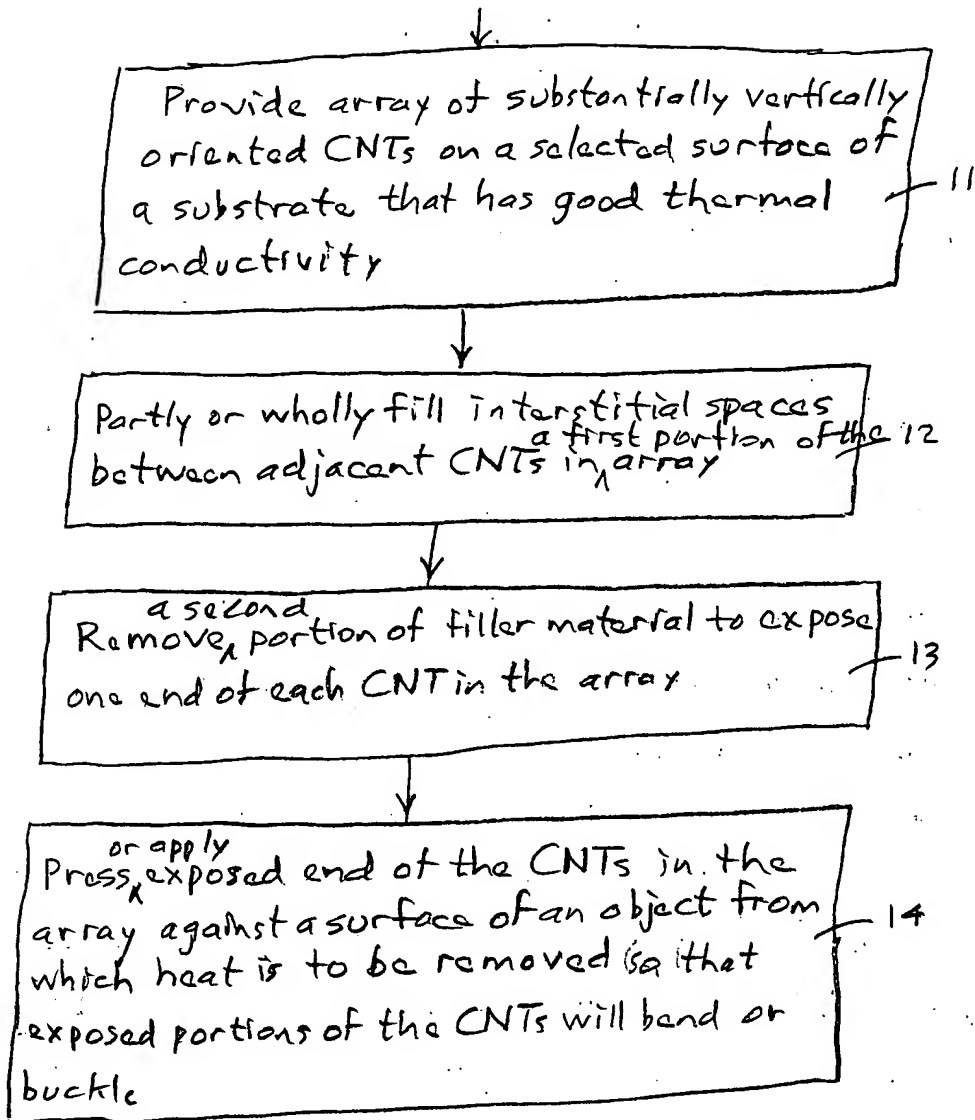 Provide array of substantially vertically
oriented CNTs on a selected surface of
a substrate that has good thermal
conductivity
11
Partly or wholly fill interstitial spaces
between adjacent CNTs in a first portion of the array
12
Remove a second portion of filler material to expose
one end of each CNT in the array
13
Press or apply exposed end of the CNTs in the
array against a surface of an object from
which heat is to be removed so that
exposed portions of the CNTs will bend or
buckle
14